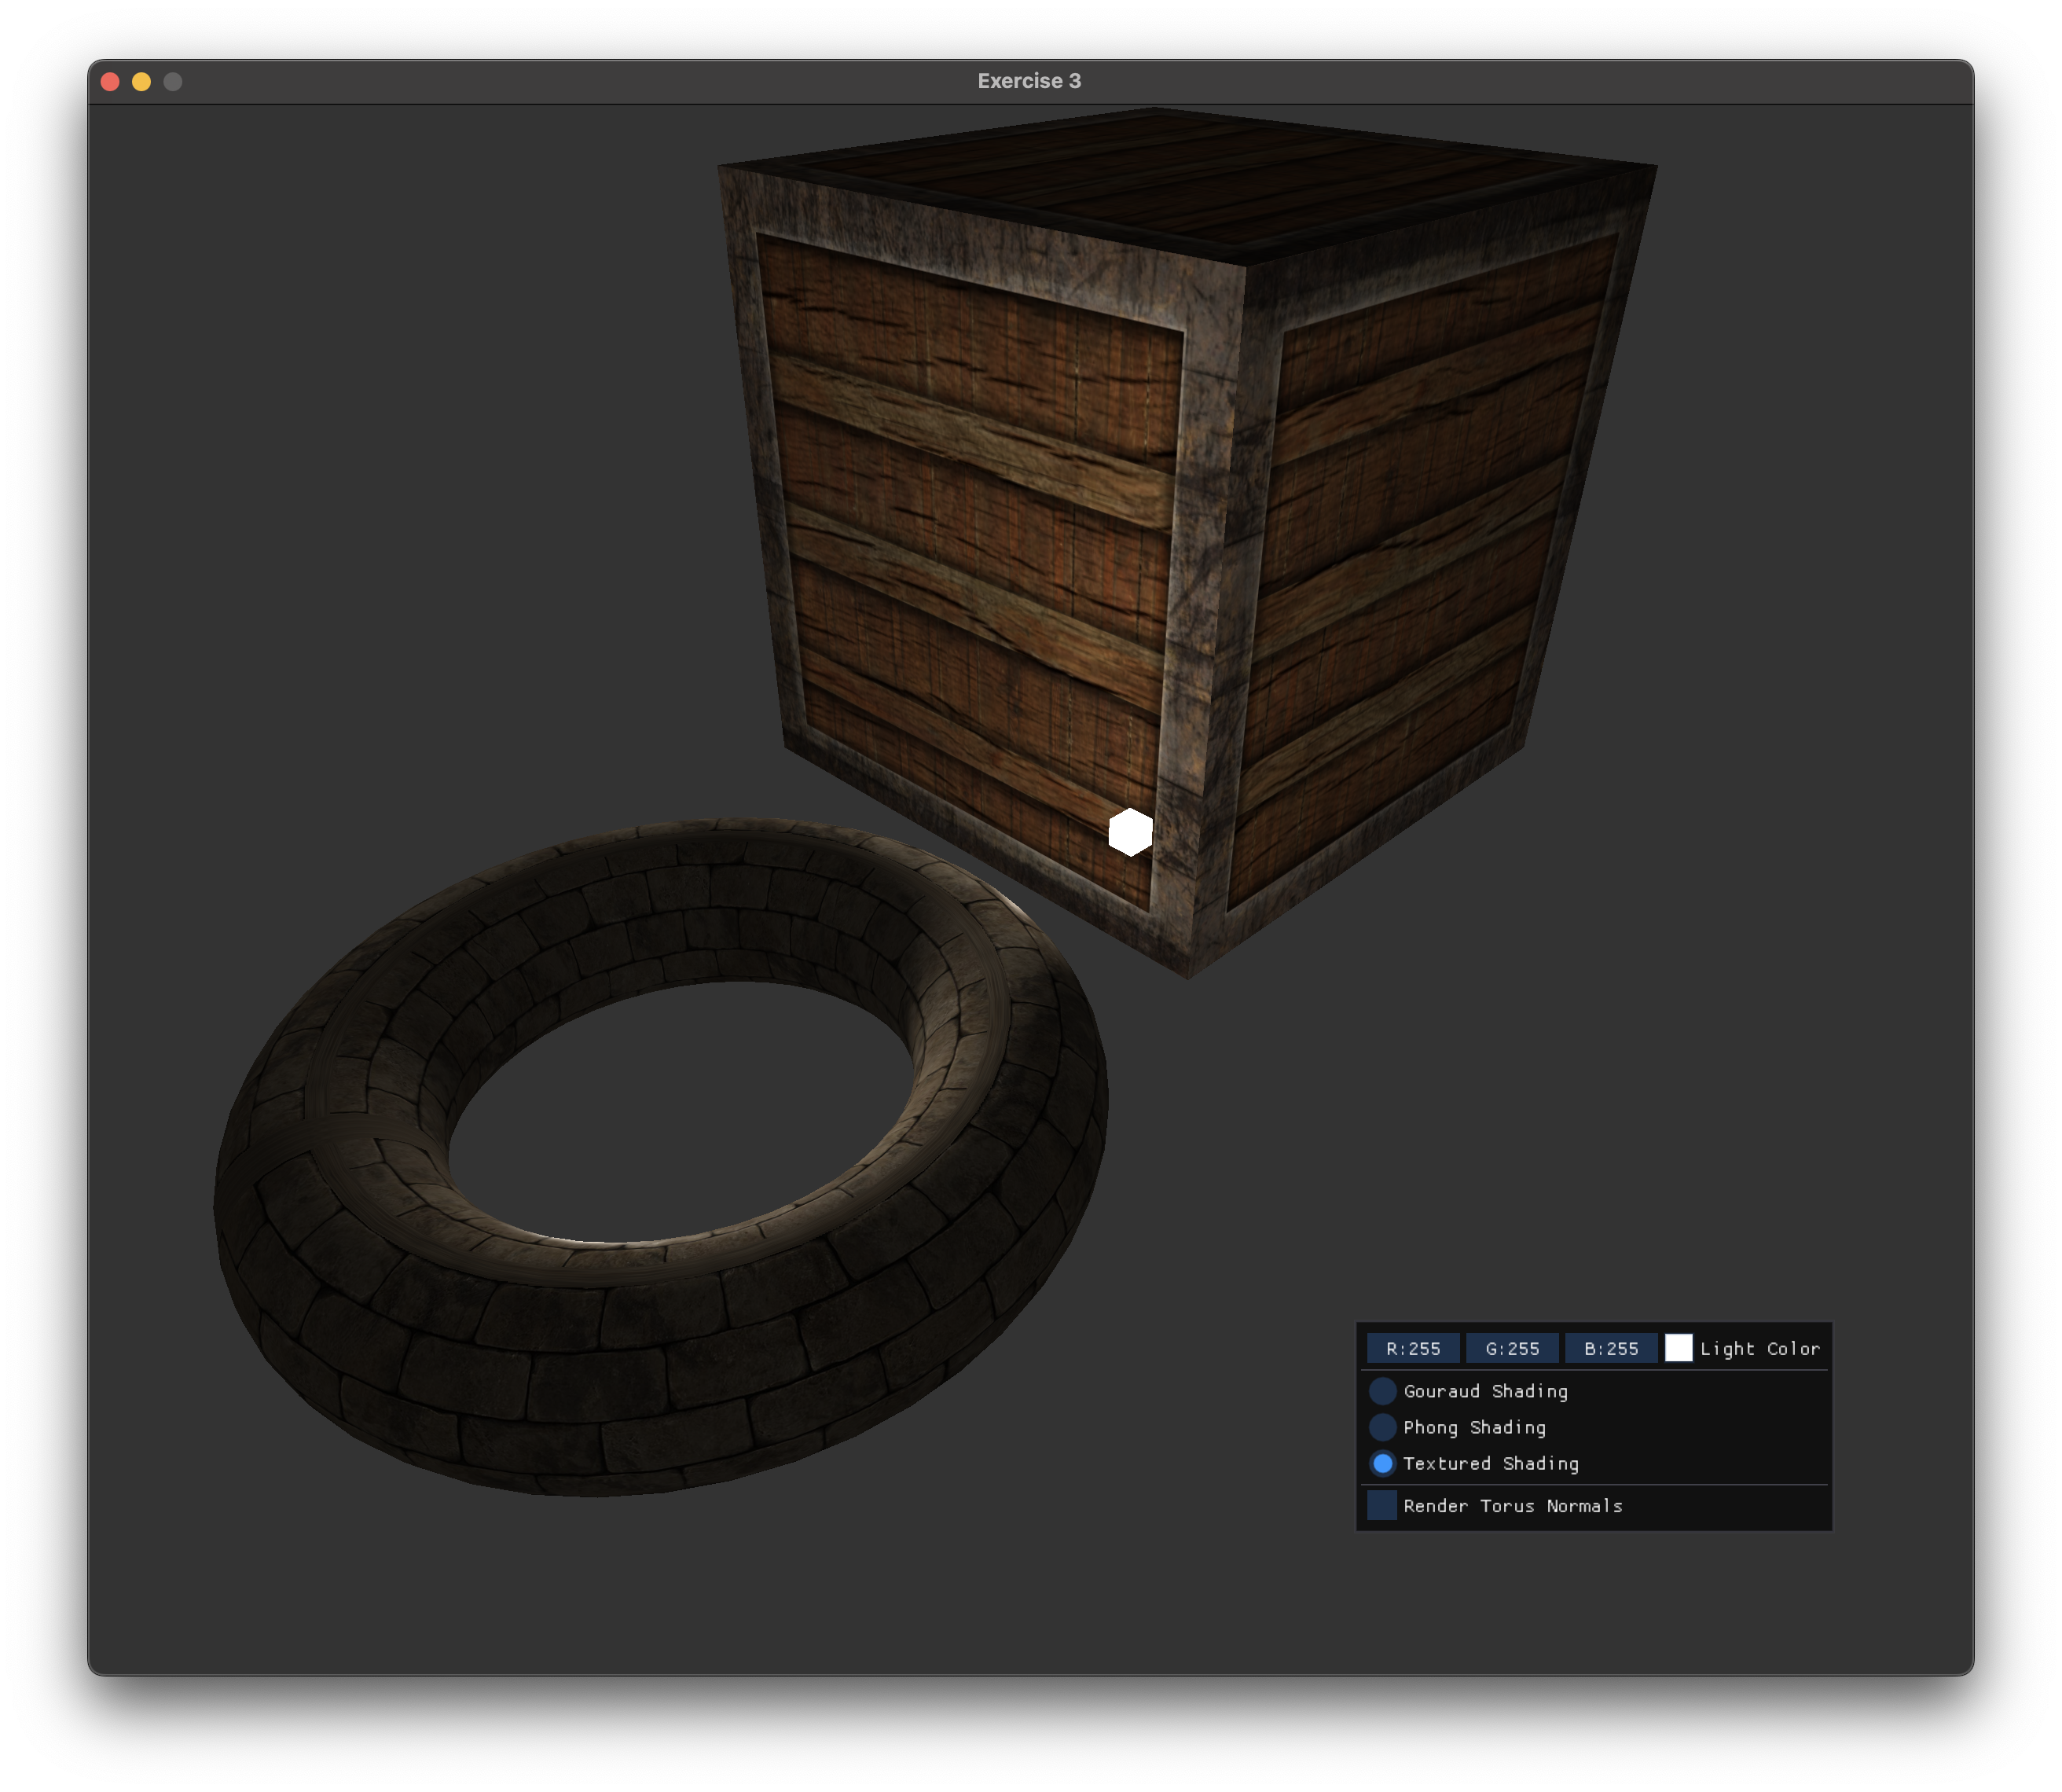 Exercise 3
R:255 G:255 B:255 Light Color
Gouraud Shading
Phong Shading
Textured Shading
Render Torus Normals